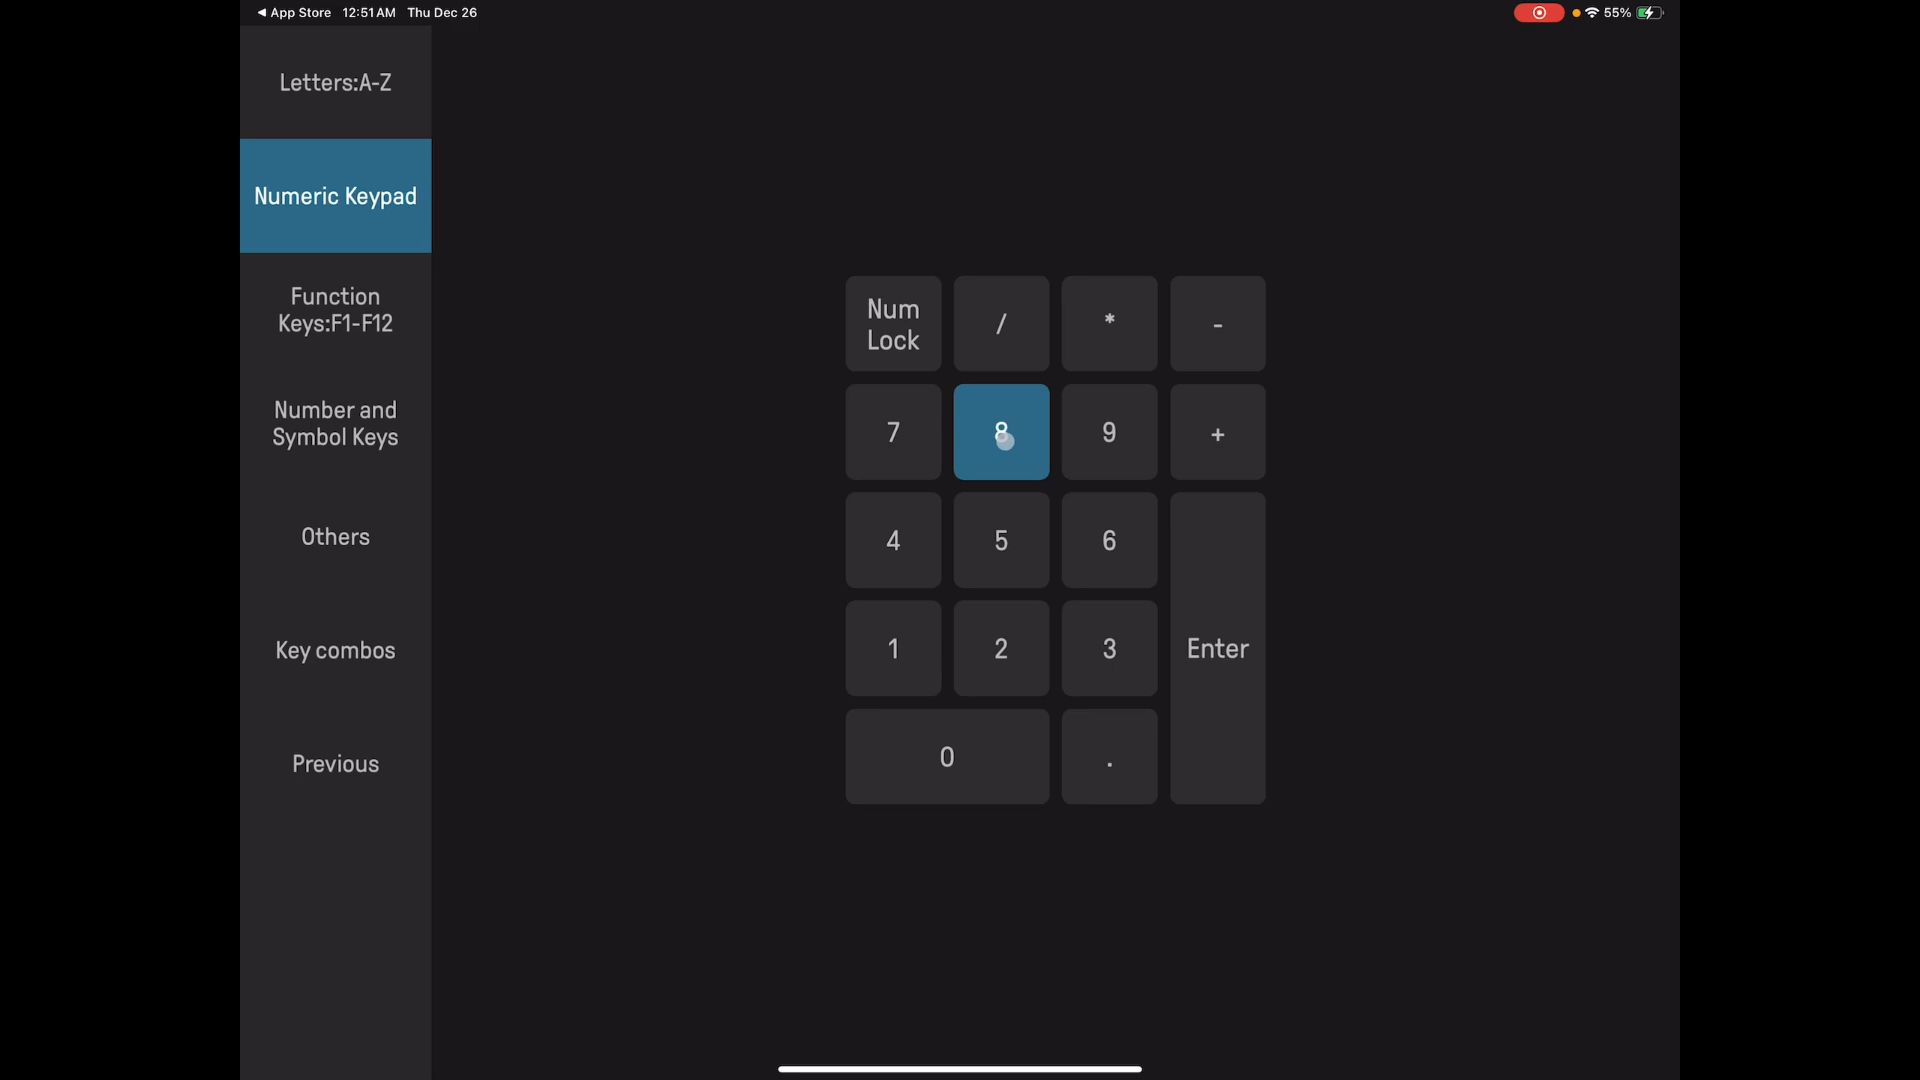 ◀ App Store 12:51 AM Thu Dec 26 55%
Letters:A-Z
Numeric Keypad
Function
Keys:F1-F12
Number and
Symbol Keys
Others
Key combos
Previous
Num
Lock
/ * -
7 8 9 +
4 5 6
1 2 3 Enter
0 .